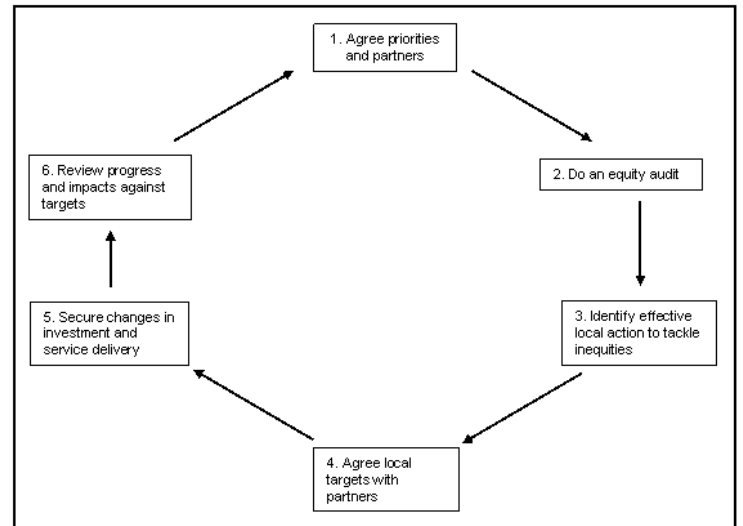 1. Agree priorities
and partners
2. Do an equity audit
3. Identify effective
local action to tackle
inequities
4. Agree local
targets with
partners
5. Secure changes in
investment and
service delivery
6. Review progress
and impacts against
targets